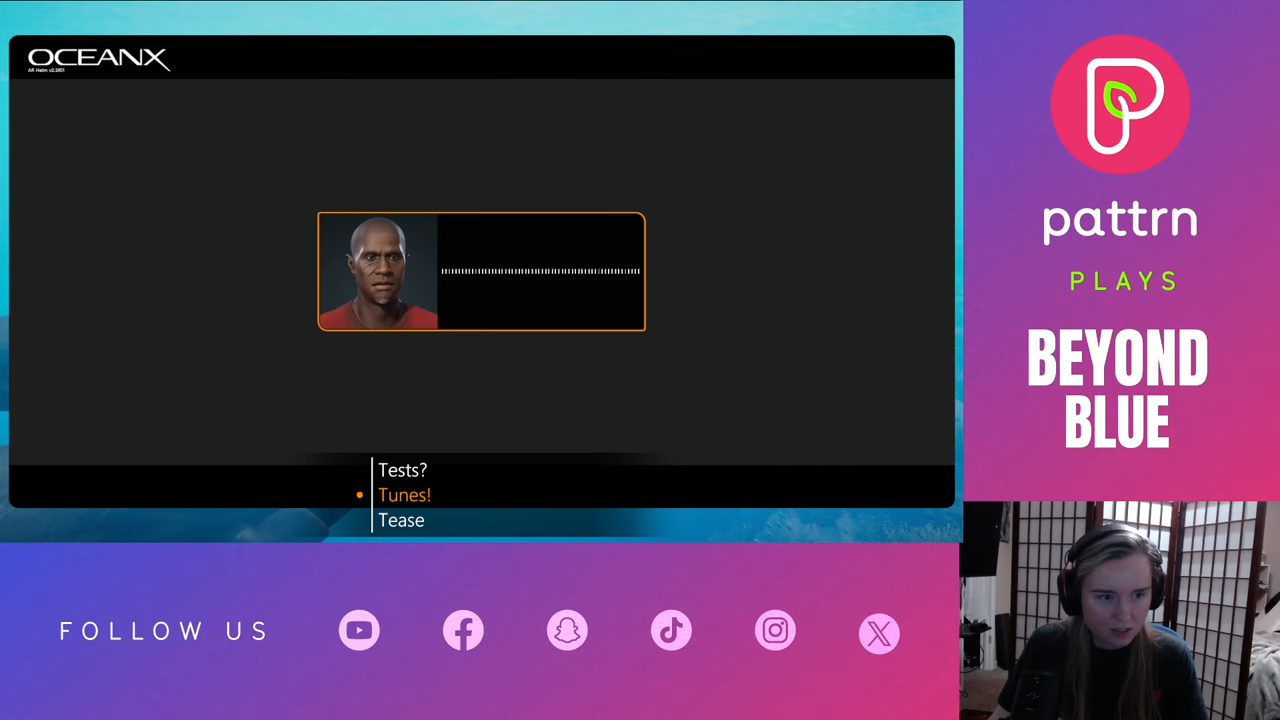 OCEANX
Tests?
Tunes!
Tease
pattrn
PLAYS
BEYOND
BLUE
FOLLOW US